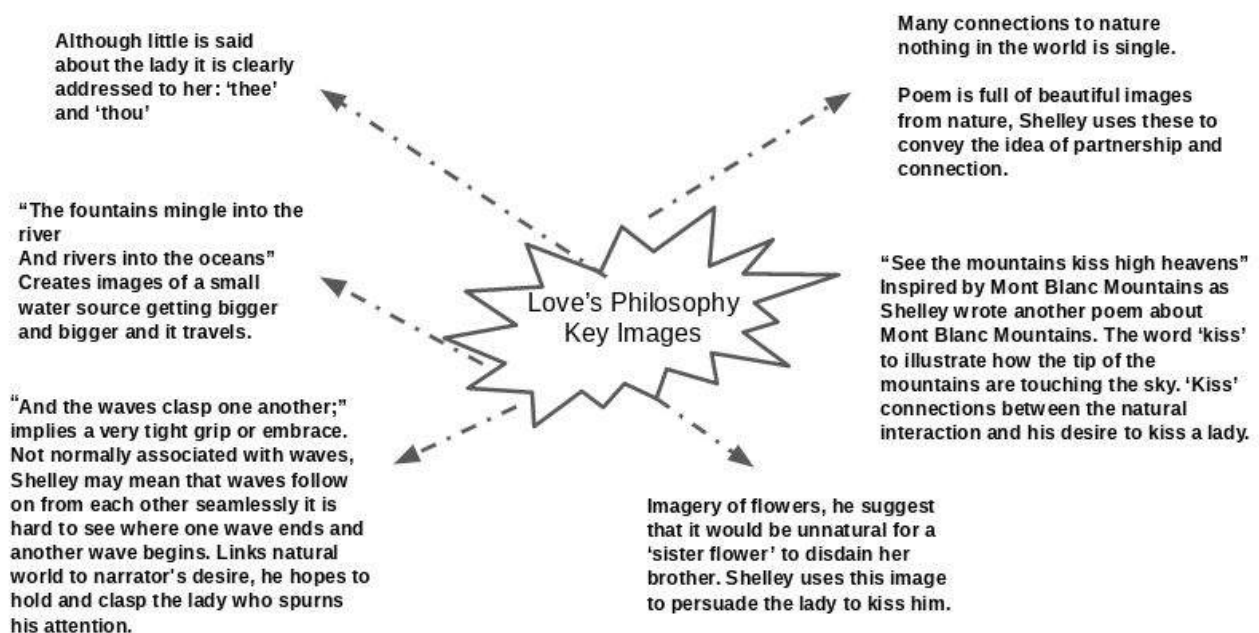 Although little is said
about the lady it is clearly
addressed to her: ‘thee’
and ‘thou’
Many connections to nature
nothing in the world is single.
Poem is full of beautiful images
from nature, Shelley uses these to
convey the idea of partnership and
connection.
“The fountains mingle into the
river
And rivers into the oceans”
Creates images of a small
water source getting bigger
and bigger and it travels.
Love’s Philosophy
Key Images
“See the mountains kiss high heavens”
Inspired by Mont Blanc Mountains as
Shelley wrote another poem about
Mont Blanc Mountains. The word ‘kiss’
to illustrate how the tip of the
mountains are touching the sky. ‘Kiss’
connections between the natural
interaction and his desire to kiss a lady.
“And the waves clasp one another;”
implies a very tight grip or embrace.
Not normally associated with waves,
Shelley may mean that waves follow
on from each other seamlessly it is
hard to see where one wave ends and
another wave begins. Links natural
world to narrator's desire, he hopes to
hold and clasp the lady who spurns
his attention.
Imagery of flowers, he suggest
that it would be unnatural for a
‘sister flower’ to disdain her
brother. Shelley uses this image
to persuade the lady to kiss him.